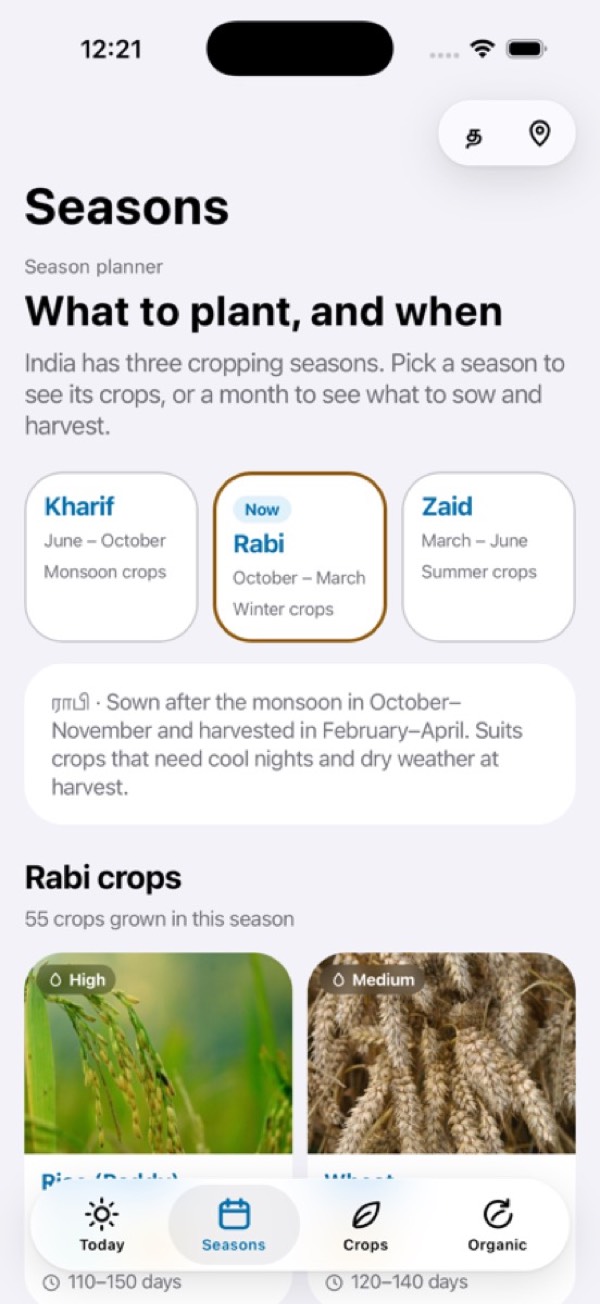 12:21
த
Seasons
Season planner
What to plant, and when
India has three cropping seasons. Pick a season to
see its crops, or a month to see what to sow and
harvest.
Kharif
June – October
Monsoon crops
Now
Rabi
October – March
Winter crops
Zaid
March – June
Summer crops
ராபி · Sown after the monsoon in October–
November and harvested in February–April. Suits
crops that need cool nights and dry weather at
harvest.
Rabi crops
55 crops grown in this season
High
Medium
Rice (Paddy)
Wheat
Today
Seasons
Crops
Organic
110–150 days
120–140 days